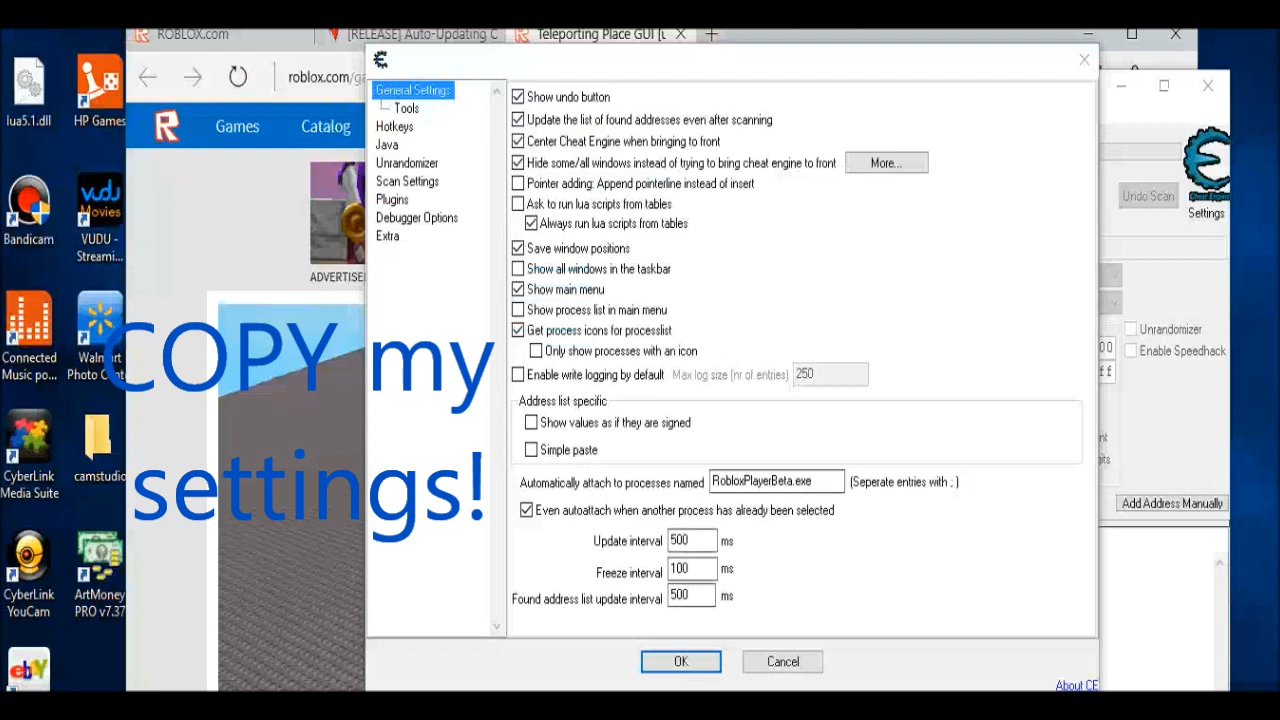 ROBLOX.com
[RELEASE] Auto-Updating C
Teleporting Place GUI [
roblox.com/ga
Games
Catalog
lua5.1.dll
HP Games
Bandicam
VUDU -
Streami...
Connected
Music po...
Walmart
Photo Cent
CyberLink
Media Suite
camstudio
CyberLink
YouCam
ArtMoney
PRO v7.37
ebY
ADVERTISE
COPY my
settings!
General Settings
Tools
Hotkeys
Java
Unrandomizer
Scan Settings
Plugins
Debugger Options
Extra
Show undo button
Update the list of found addresses even after scanning
Center Cheat Engine when bringing to front
Hide some/all windows instead of trying to bring cheat engine to front
More...
Pointer adding: Append pointerline instead of insert
Ask to run lua scripts from tables
Always run lua scripts from tables
Save window positions
Show all windows in the taskbar
Show main menu
Show process list in main menu
Get process icons for processlist
Only show processes with an icon
Enable write logging by default
Max log size (nr of entries)
250
Address list specific
Show values as if they are signed
Simple paste
Automatically attach to processes named
RobloxPlayerBeta.exe
(Seperate entries with ; )
Even autoattach when another process has already been selected
Update interval
500
ms
Freeze interval
100
ms
Found address list update interval
500
ms
OK
Cancel
About CE
Undo Scan
Cheat Engine
Settings
Unrandomizer
Enable Speedhack
00
ff
nt
its
Add Address Manually